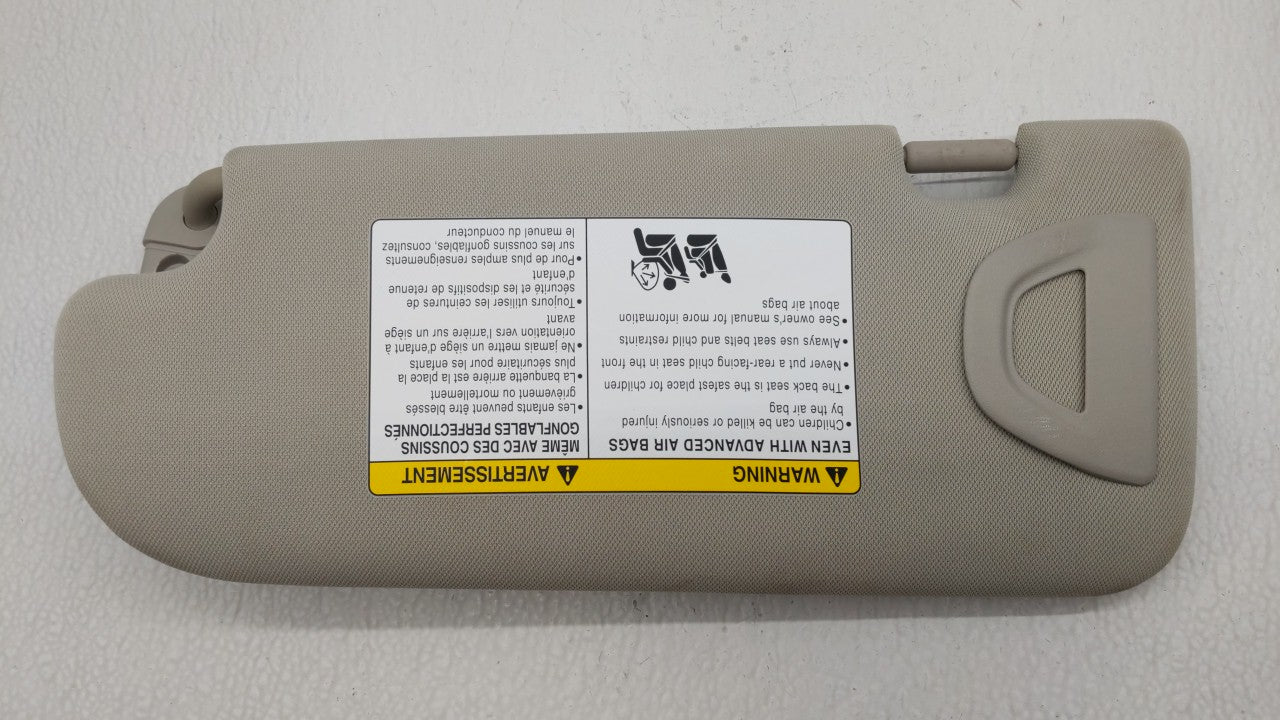 ⚠ WARNING
EVEN WITH ADVANCED AIR BAGS
•Children can be killed or seriously injured
by the air bag
•The back seat is the safest place for children
•Never put a rear-facing child seat in the front
•Always use seat belts and child restraints
•See owner's manual for more information
about air bags
⚠ AVERTISSEMENT
MÊME AVEC DES COUSSINS
GONFLABLES PERFECTIONNÉS
•Les enfants peuvent être blessés
grièvement ou mortellement
•La banquette arrière est la place la
plus sécuritaire pour les enfants
•Ne jamais mettre un siège d'enfant à
orientation vers l'arrière sur un siège
avant
•Toujours utiliser les ceintures de
sécurité et les dispositifs de retenue
d'enfant
•Pour de plus amples renseignements
sur les coussins gonflables, consultez
le manuel du conducteur